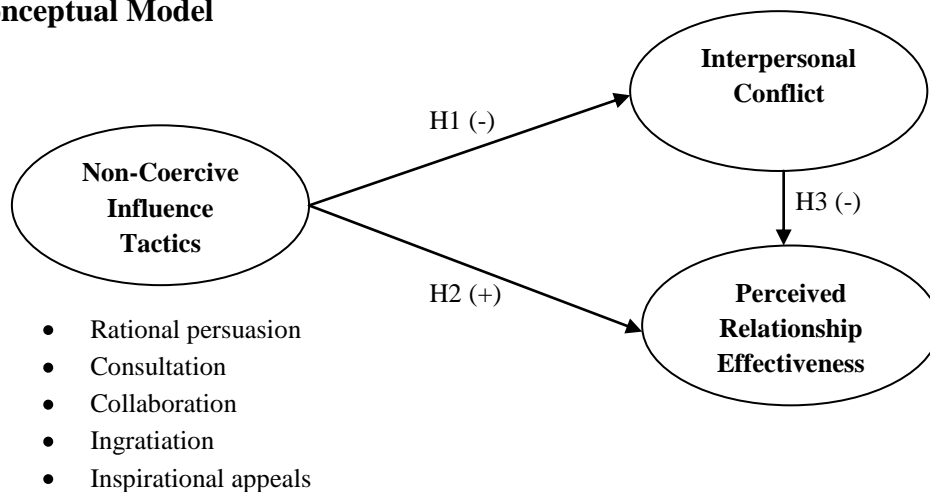 nceptual Model
Interpersonal
Conflict
H1 (-)
Non-Coercive
Influence
Tactics
H3 (-)
H2 (+)
Perceived
Relationship
Effectiveness
• Rational persuasion
• Consultation
• Collaboration
• Ingratiation
• Inspirational appeals